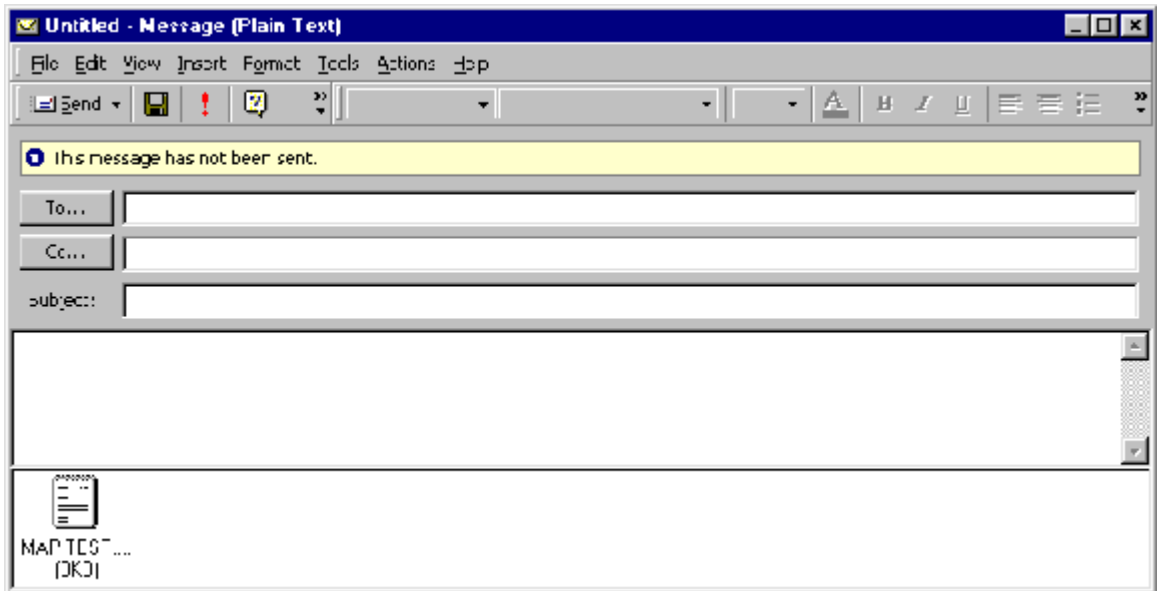 Untitled - Message (Plain Text)
File Edit View Insert Format Tools Actions Help
Send
A B I U
This message has not been sent.
To...
Cc...
Subject:
TEST....